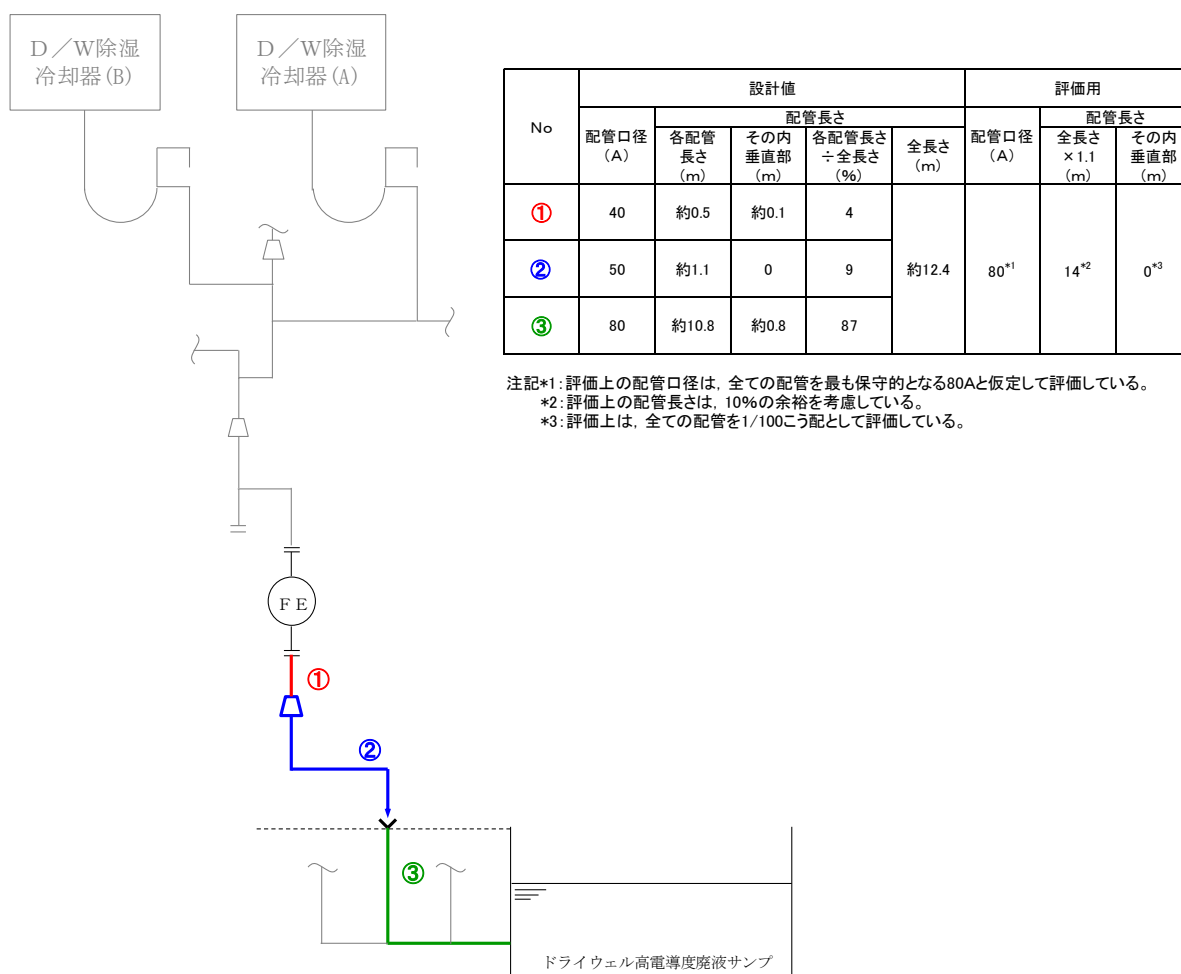 D／W除湿
冷却器(B)
D／W除湿
冷却器(A)
No
設計値
評価用
配管口径
(A)
配管長さ
各配管
長さ
(m)
その内
垂直部
(m)
各配管長さ
÷全長さ
(%)
全長さ
(m)
配管口径
(A)
配管長さ
全長さ
×1.1
(m)
その内
垂直部
(m)
① 40 約0.5 約0.1 4
② 50 約1.1 0 9 約12.4 80*1 14*2 0*3
③ 80 約10.8 約0.8 87
注記*1：評価上の配管口径は，全ての配管を最も保守的となる80Aと仮定して評価している。
*2：評価上の配管長さは，10%の余裕を考慮している。
*3：評価上は，全ての配管を1/100こう配として評価している。
ＦＥ
①
②
③
ドライウェル高電導度廃液サンプ